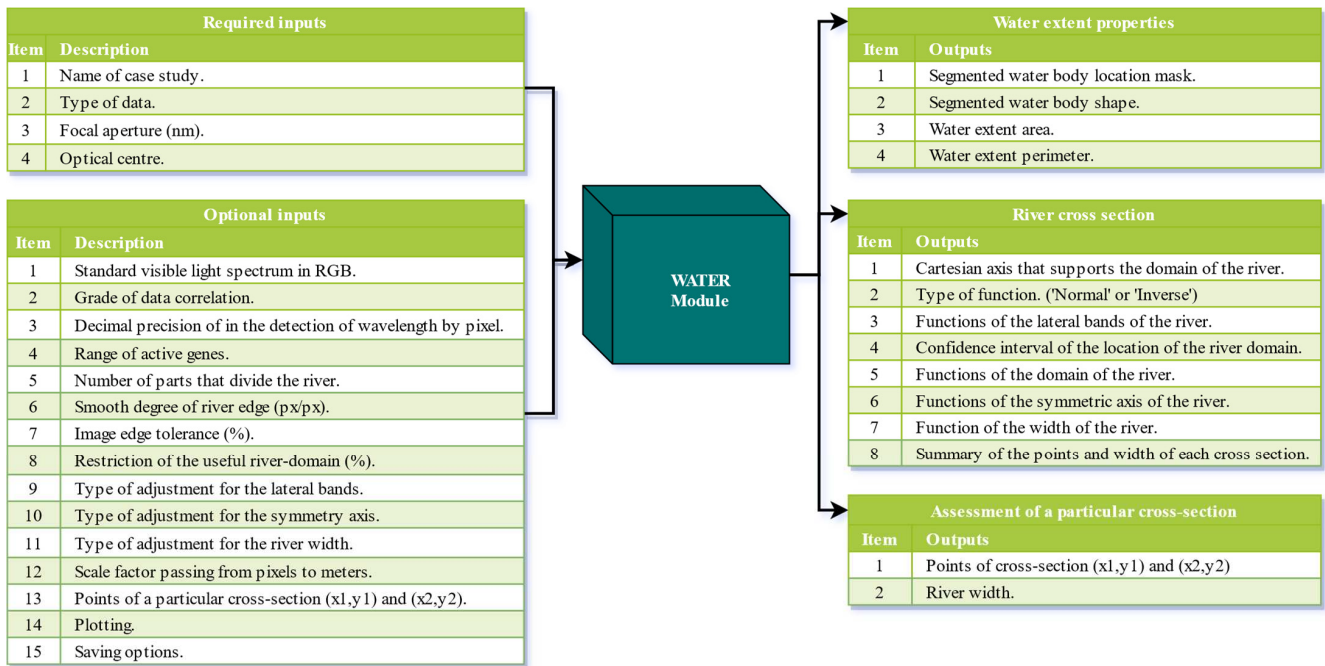 Required inputs
Item Description
1 Name of case study.
2 Type of data.
3 Focal aperture (nm).
4 Optical centre.
Optional inputs
Item Description
1 Standard visible light spectrum in RGB.
2 Grade of data correlation.
3 Decimal precision of in the detection of wavelength by pixel.
4 Range of active genes.
5 Number of parts that divide the river.
6 Smooth degree of river edge (px/px).
7 Image edge tolerance (%).
8 Restriction of the useful river-domain (%).
9 Type of adjustment for the lateral bands.
10 Type of adjustment for the symmetry axis.
11 Type of adjustment for the river width.
12 Scale factor passing from pixels to meters.
13 Points of a particular cross-section (x1,y1) and (x2,y2).
14 Plotting.
15 Saving options.
WATER
Module
Water extent properties
Item Outputs
1 Segmented water body location mask.
2 Segmented water body shape.
3 Water extent area.
4 Water extent perimeter.
River cross section
Item Outputs
1 Cartesian axis that supports the domain of the river.
2 Type of function. ('Normal' or 'Inverse')
3 Functions of the lateral bands of the river.
4 Confidence interval of the location of the river domain.
5 Functions of the domain of the river.
6 Functions of the symmetric axis of the river.
7 Function of the width of the river.
8 Summary of the points and width of each cross section.
Assessment of a particular cross-section
Item Outputs
1 Points of cross-section (x1,y1) and (x2,y2)
2 River width.